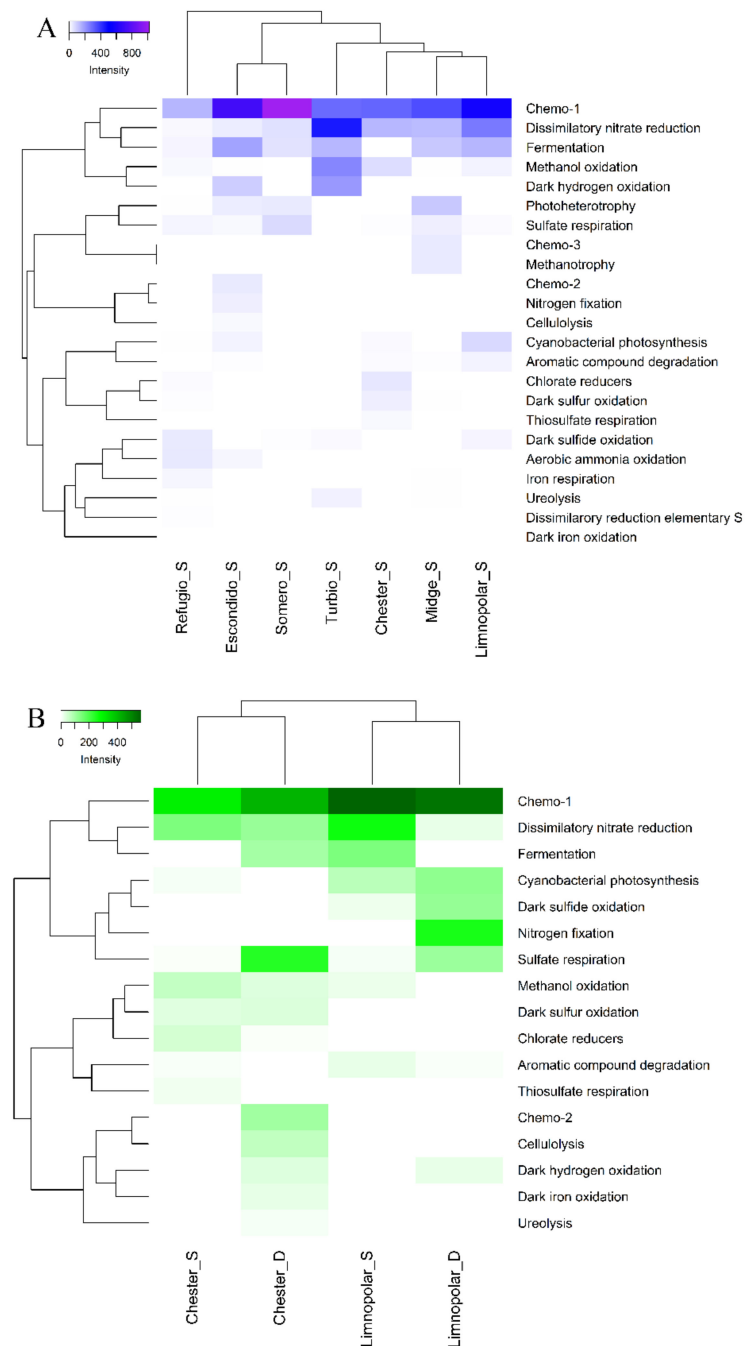 A
0 400 800
Intensity
Chemo-1
Dissimilatory nitrate reduction
Fermentation
Methanol oxidation
Dark hydrogen oxidation
Photoheterotrophy
Sulfate respiration
Chemo-3
Methanotrophy
Chemo-2
Nitrogen fixation
Cellulolysis
Cyanobacterial photosynthesis
Aromatic compound degradation
Chlorate reducers
Dark sulfur oxidation
Thiosulfate respiration
Dark sulfide oxidation
Aerobic ammonia oxidation
Iron respiration
Ureolysis
Dissimilarory reduction elementary S
Dark iron oxidation
Refugio_S
Escondido_S
Somero_S
Turbio_S
Chester_S
Midge_S
Limnopolar_S
B
0 200 400
Intensity
Chemo-1
Dissimilatory nitrate reduction
Fermentation
Cyanobacterial photosynthesis
Dark sulfide oxidation
Nitrogen fixation
Sulfate respiration
Methanol oxidation
Dark sulfur oxidation
Chlorate reducers
Aromatic compound degradation
Thiosulfate respiration
Chemo-2
Cellulolysis
Dark hydrogen oxidation
Dark iron oxidation
Ureolysis
Chester_S
Chester_D
Limnopolar_S
Limnopolar_D